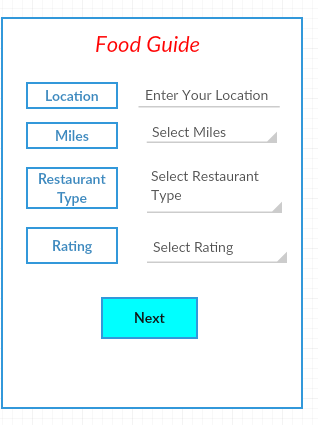 Food Guide
Location
Enter Your Location
Miles
Select Miles
Restaurant
Type
Select Restaurant
Type
Rating
Select Rating
Next